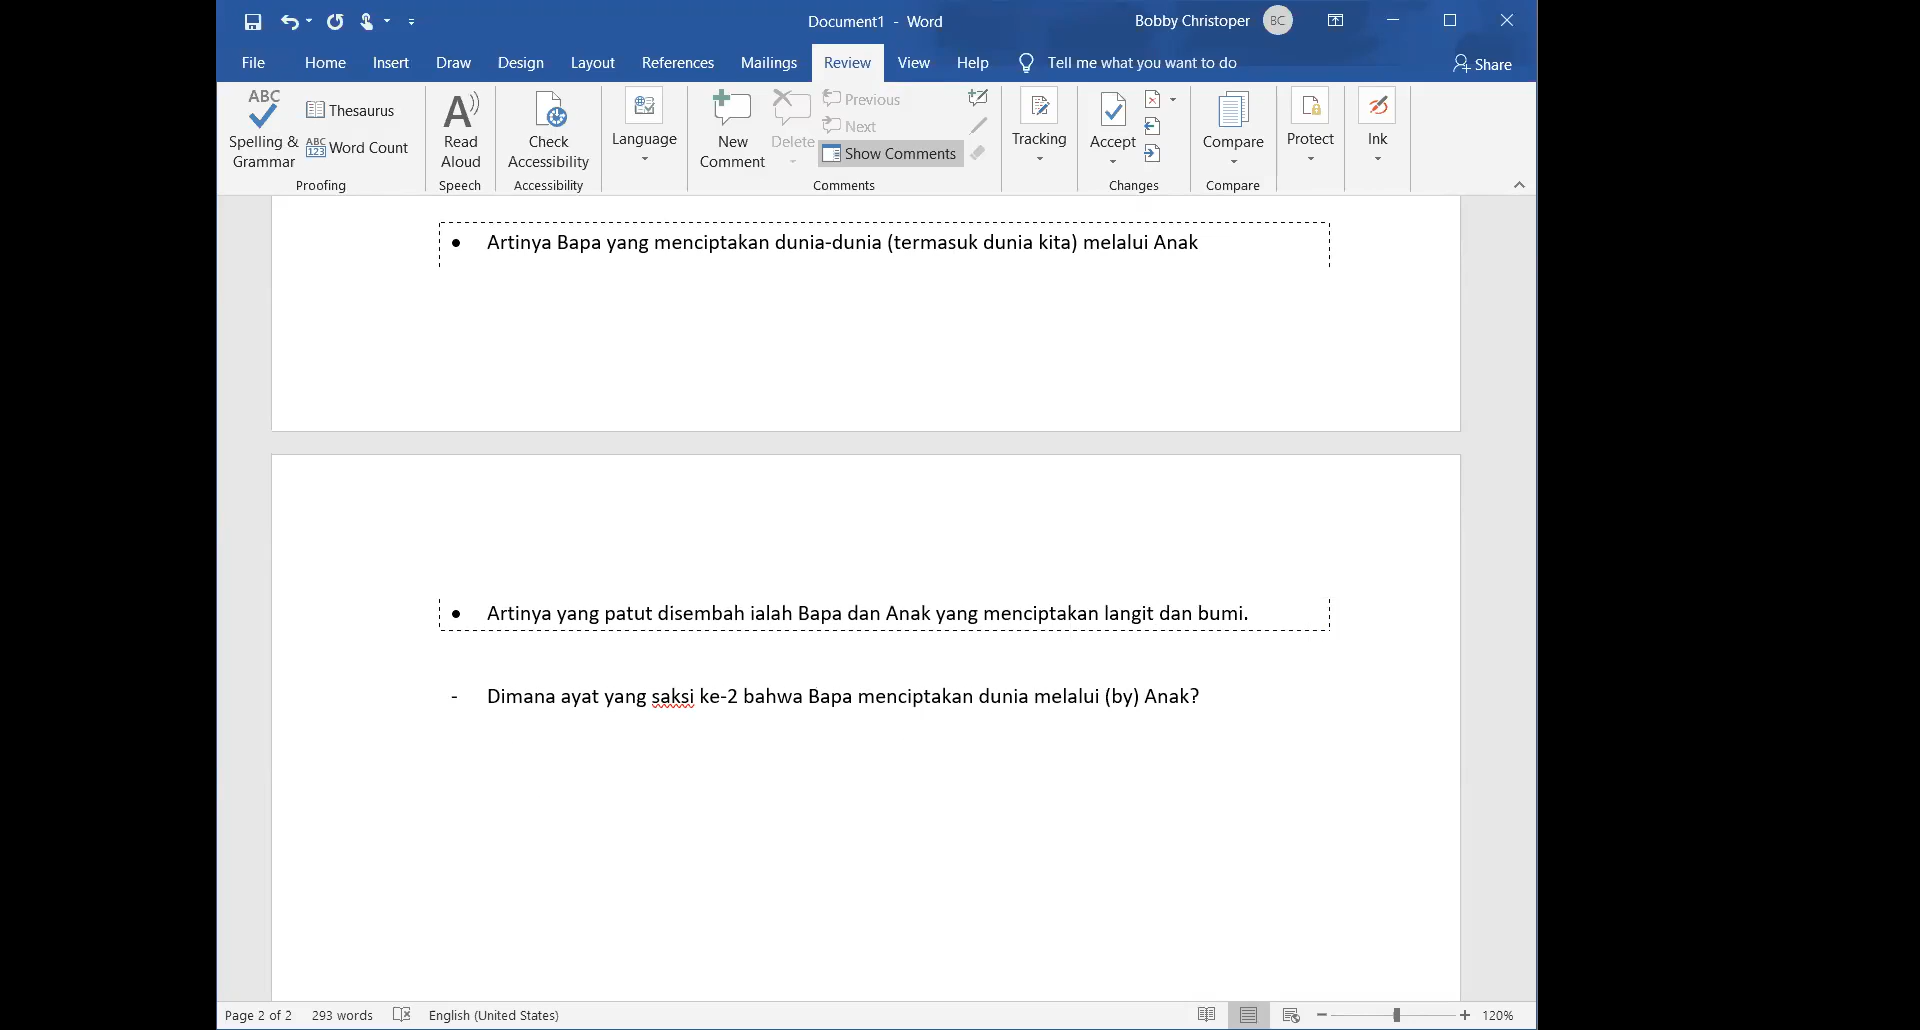 Document1 - Word
Bobby Christoper
BC
File Home Insert Draw Design Layout References Mailings Review View Help Tell me what you want to do Share
ABC
Spelling &
Grammar
Thesaurus
ABC
123 Word Count
Proofing
A
Read
Aloud
Speech
Check
Accessibility
Accessibility
Language
New
Comment
Delete
Previous
Next
Show Comments
Comments
Tracking
Accept
Changes
Compare
Compare
Protect
Ink
• Artinya Bapa yang menciptakan dunia-dunia (termasuk dunia kita) melalui Anak
• Artinya yang patut disembah ialah Bapa dan Anak yang menciptakan langit dan bumi.
- Dimana ayat yang saksi ke-2 bahwa Bapa menciptakan dunia melalui (by) Anak?
Page 2 of 2 293 words English (United States) 120%